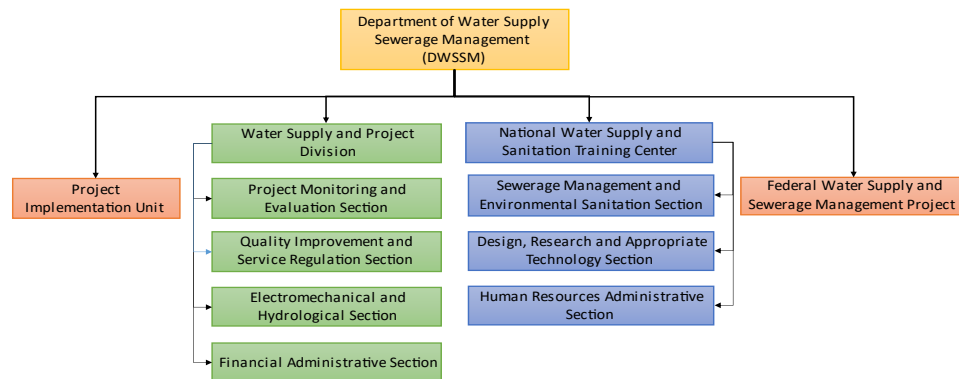 Department of Water Supply
Sewerage Management
(DWSSM)
Water Supply and Project
Division
National Water Supply and
Sanitation Training Center
Project
Implementation Unit
Project Monitoring and
Evaluation Section
Sewerage Management and
Environmental Sanitation Section
Federal Water Supply and
Sewerage Management Project
Quality Improvement and
Service Regulation Section
Design, Research and Appropriate
Technology Section
Electromechanical and
Hydrological Section
Human Resources Administrative
Section
Financial Administrative Section